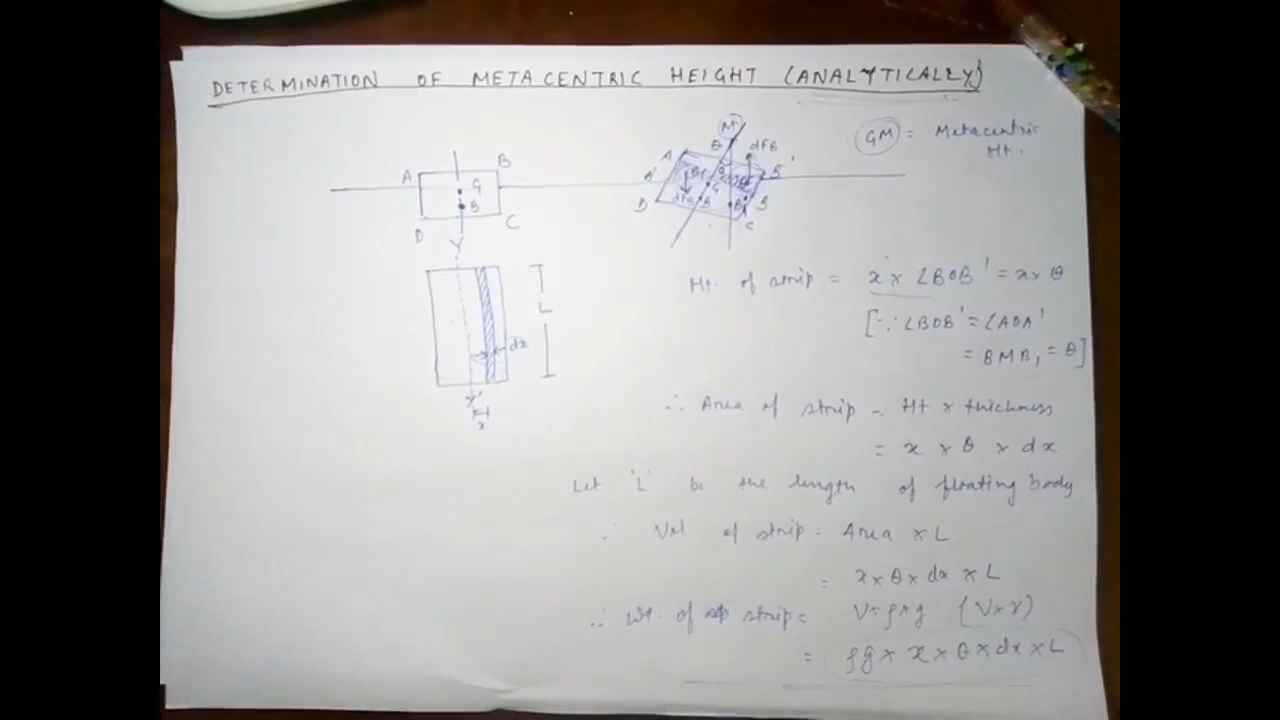 DETERMINATION OF METACENTRIC HEIGHT (ANALYTICALLY)
GM = Metacentric
Ht.
A B
G
B
D C
Y
L
dx
x
M
θ dFB
A
A'
G
D B C
Ht. of strip = x × ∠BOB' = x × θ
[∵ ∠BOB' = ∠AOA'
= BMB₁ = θ]
∴ Area of strip = Ht × thickness
= x × θ × dx
Let 'L' be the length of floating body
∴ Vol of strip = Area × L
= x × θ × dx × L
∴ Wt. of strip = V × ρ × g (V × γ)
= ρg × x × θ × dx × L